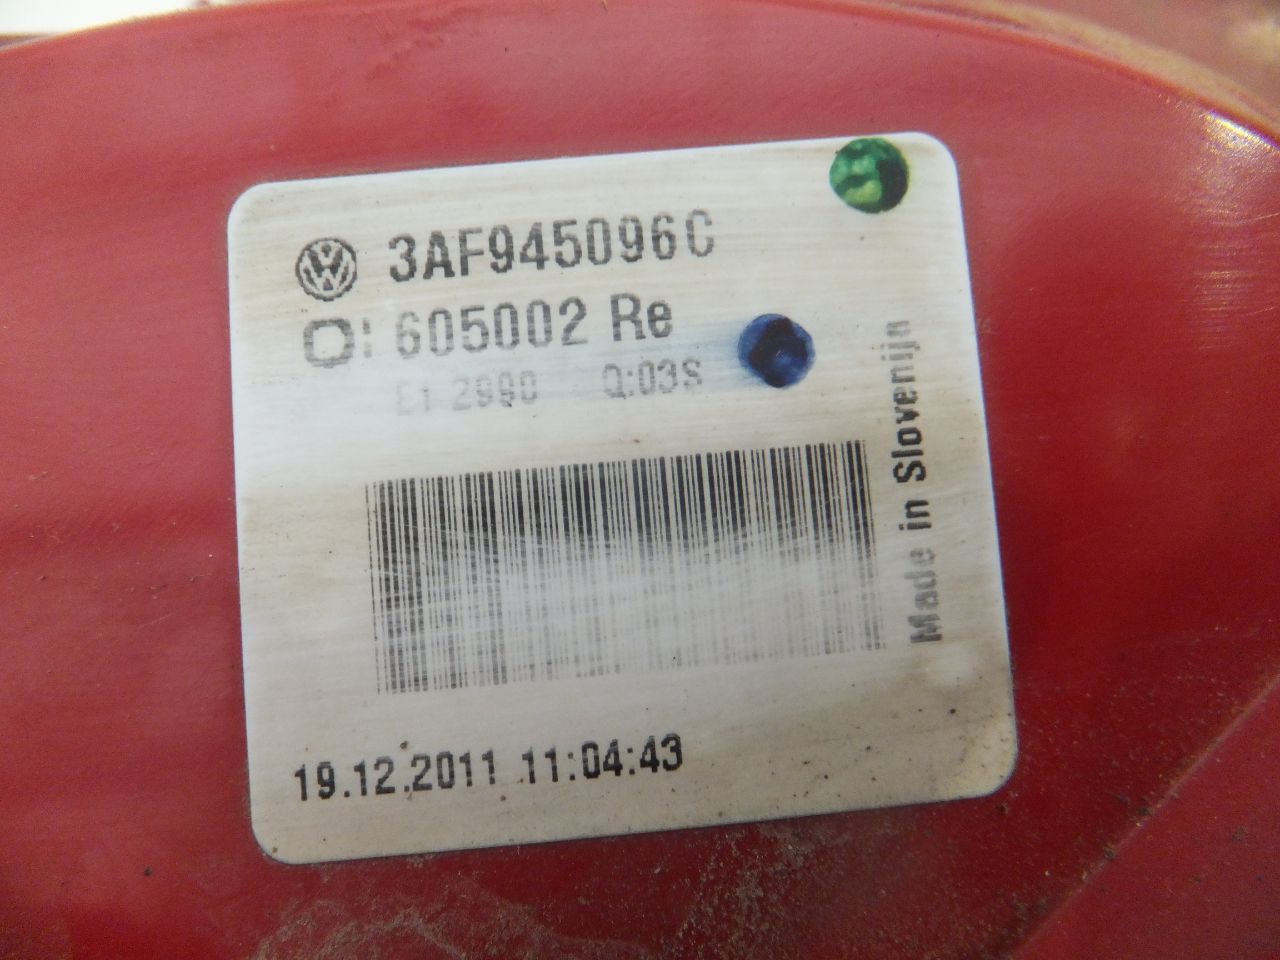 3AF945096C
605002 Re
E1 2990 Q:03S
Made in Slovenija
19.12.2011 11:04:43